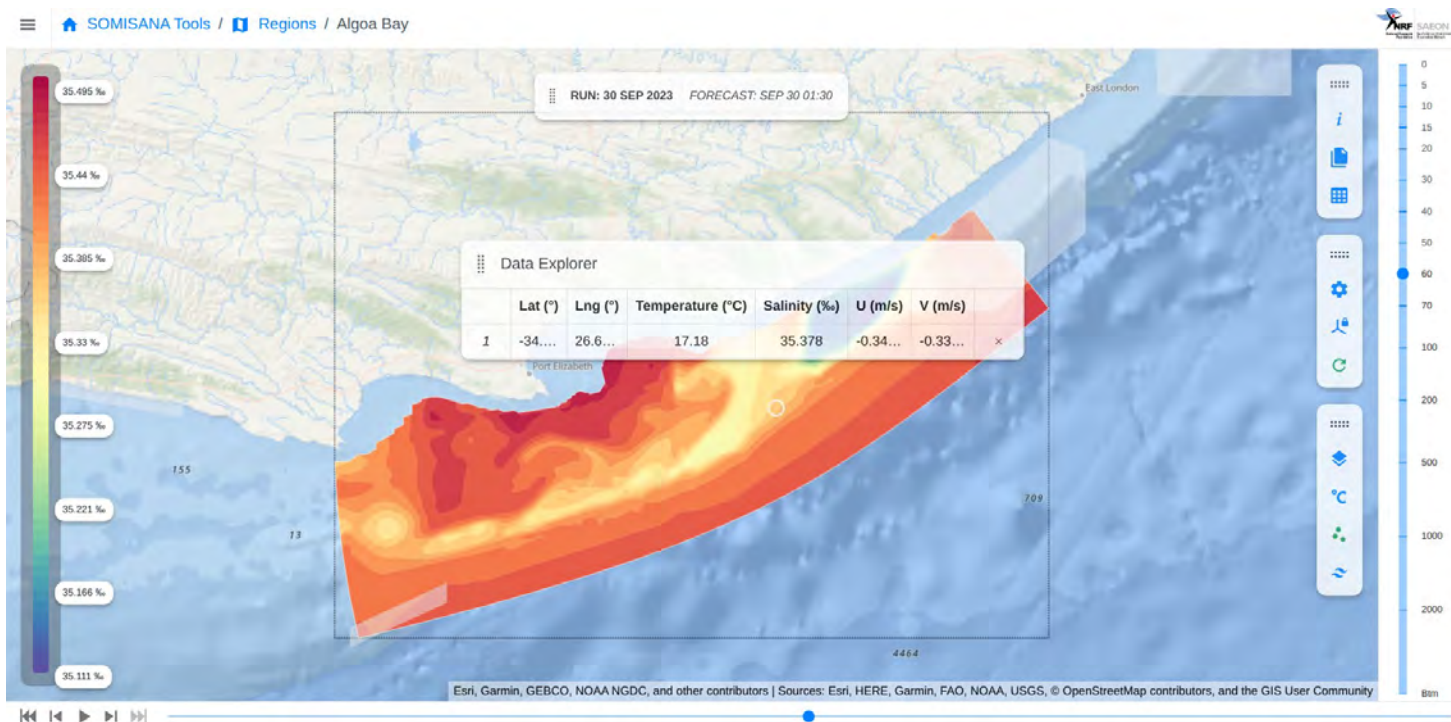 SOMISANA Tools / Regions / Algoa Bay
NRF SAEON
RUN: 30 SEP 2023 FORECAST: SEP 30 01:30
35.495 ‰
35.44 ‰
35.385 ‰
35.33 ‰
35.275 ‰
35.221 ‰
35.166 ‰
35.111 ‰
East London
Data Explorer
Lat (°) Lng (°) Temperature (°C) Salinity (‰) U (m/s) V (m/s)
1 -34.... 26.6... 17.18 35.378 -0.34... -0.33... ×
Port Elizabeth
155
13
709
4464
i
°C
0
5
10
15
20
30
40
50
60
70
100
200
500
1000
2000
Btm
Esri, Garmin, GEBCO, NOAA NGDC, and other contributors | Sources: Esri, HERE, Garmin, FAO, NOAA, USGS, © OpenStreetMap contributors, and the GIS User Community